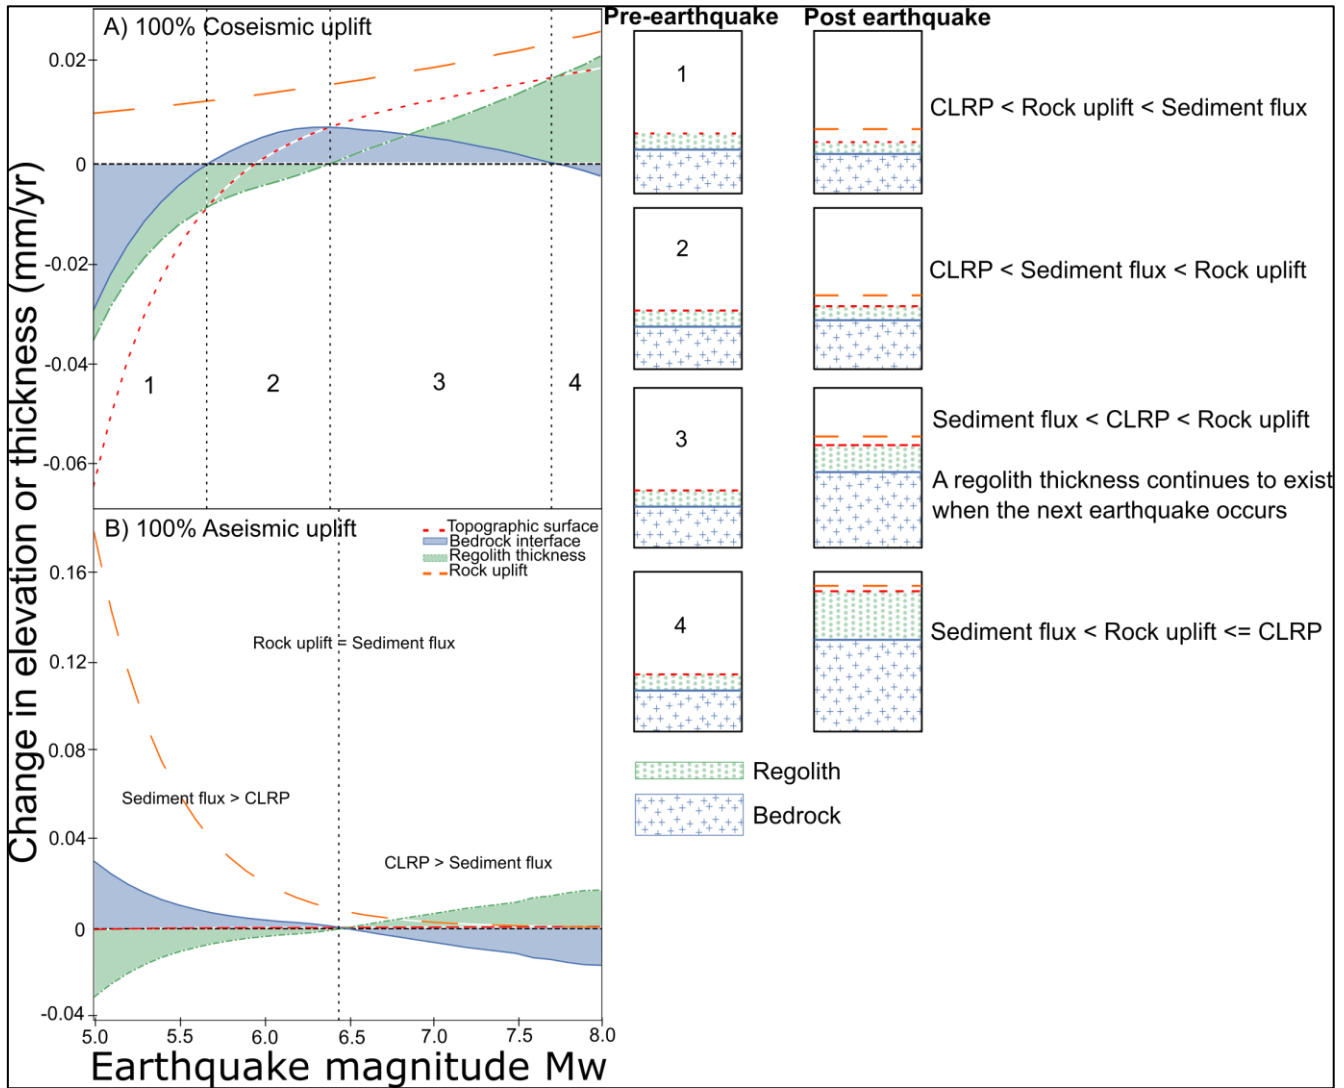 A) 100% Coseismic uplift
Change in elevation or thickness (mm/yr)
0.02
0
-0.02
-0.04
-0.06
1
2
3
4
B) 100% Aseismic uplift
Topographic surface
Bedrock interface
Regolith thickness
Rock uplift
0.16
0.12
0.08
0.04
0
-0.04
Rock uplift = Sediment flux
Sediment flux > CLRP
CLRP > Sediment flux
5.0
5.5
6.0
6.5
7.0
7.5
8.0
Earthquake magnitude Mw
Pre-earthquake
Post earthquake
1
CLRP < Rock uplift < Sediment flux
2
CLRP < Sediment flux < Rock uplift
3
Sediment flux < CLRP < Rock uplift
A regolith thickness continues to exist
when the next earthquake occurs
4
Sediment flux < Rock uplift <= CLRP
Regolith
Bedrock